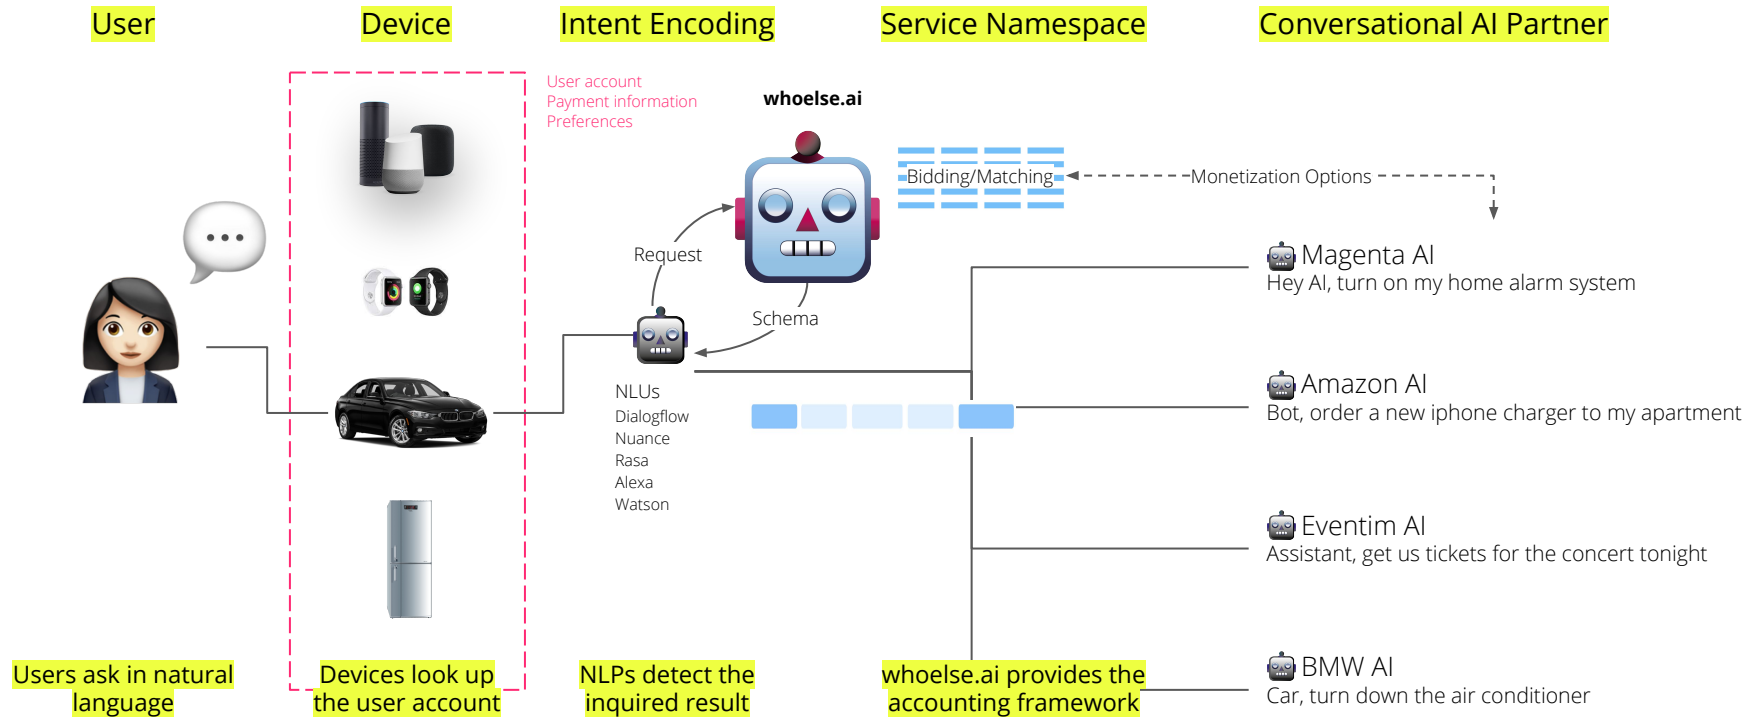 User
Device
Intent Encoding
Service Namespace
Conversational AI Partner
User account
Payment information
Preferences
whoelse.ai
Bidding/Matching
Monetization Options
Request
Schema
NLUs
Dialogflow
Nuance
Rasa
Alexa
Watson
Magenta AI
Hey AI, turn on my home alarm system
Amazon AI
Bot, order a new iphone charger to my apartment
Eventim AI
Assistant, get us tickets for the concert tonight
BMW AI
Car, turn down the air conditioner
Users ask in natural
language
Devices look up
the user account
NLPs detect the
inquired result
whoelse.ai provides the
accounting framework